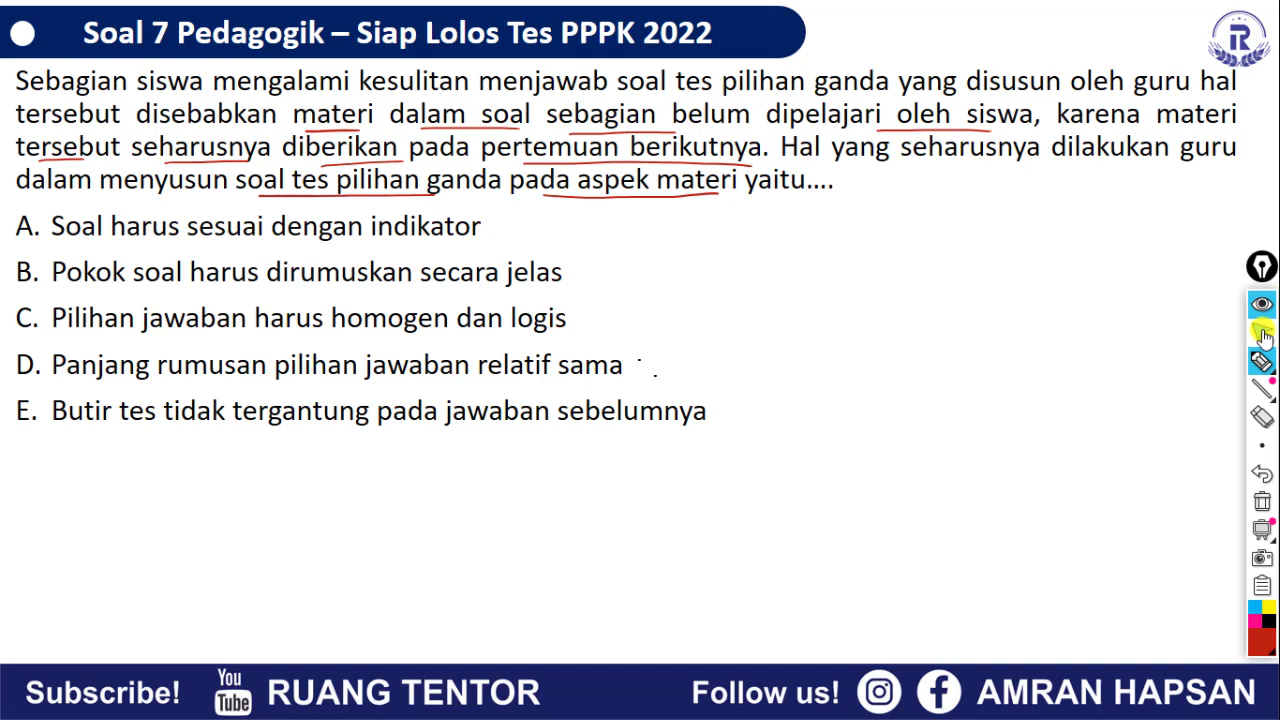 Soal 7 Pedagogik – Siap Lolos Tes PPPK 2022
Sebagian siswa mengalami kesulitan menjawab soal tes pilihan ganda yang disusun oleh guru hal
tersebut disebabkan materi dalam soal sebagian belum dipelajari oleh siswa, karena materi
tersebut seharusnya diberikan pada pertemuan berikutnya. Hal yang seharusnya dilakukan guru
dalam menyusun soal tes pilihan ganda pada aspek materi yaitu....
A. Soal harus sesuai dengan indikator
B. Pokok soal harus dirumuskan secara jelas
C. Pilihan jawaban harus homogen dan logis
D. Panjang rumusan pilihan jawaban relatif sama
E. Butir tes tidak tergantung pada jawaban sebelumnya
Subscribe! You Tube RUANG TENTOR Follow us! AMRAN HAPSAN